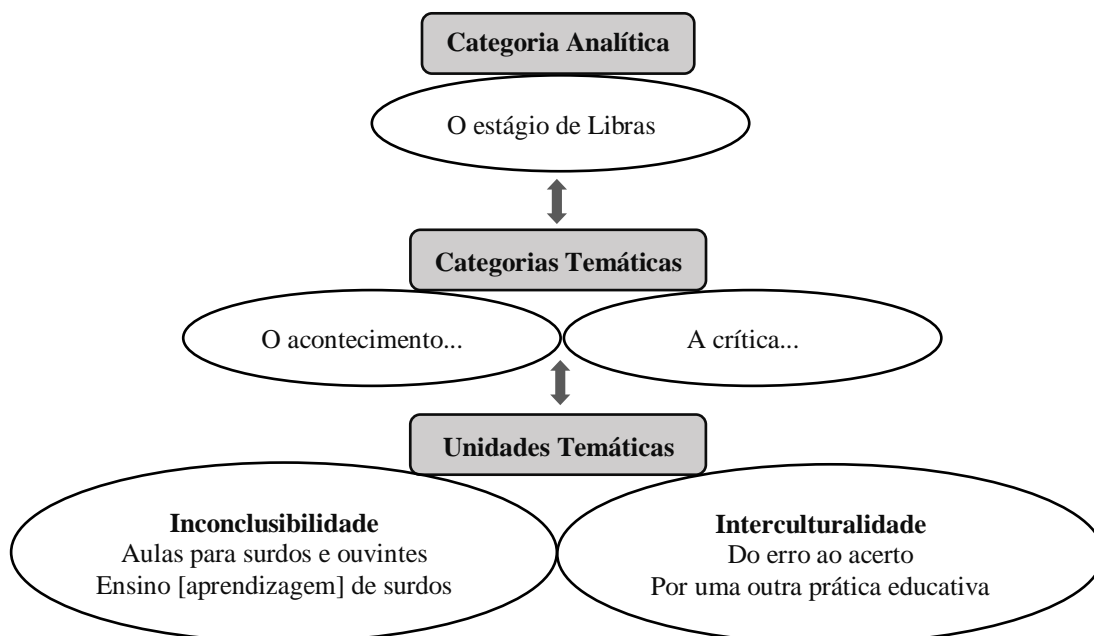 Categoria Analítica
O estágio de Libras
Categorias Temáticas
O acontecimento...
A crítica...
Unidades Temáticas
Inconclusibilidade
Aulas para surdos e ouvintes
Ensino [aprendizagem] de surdos
Interculturalidade
Do erro ao acerto
Por uma outra prática educativa